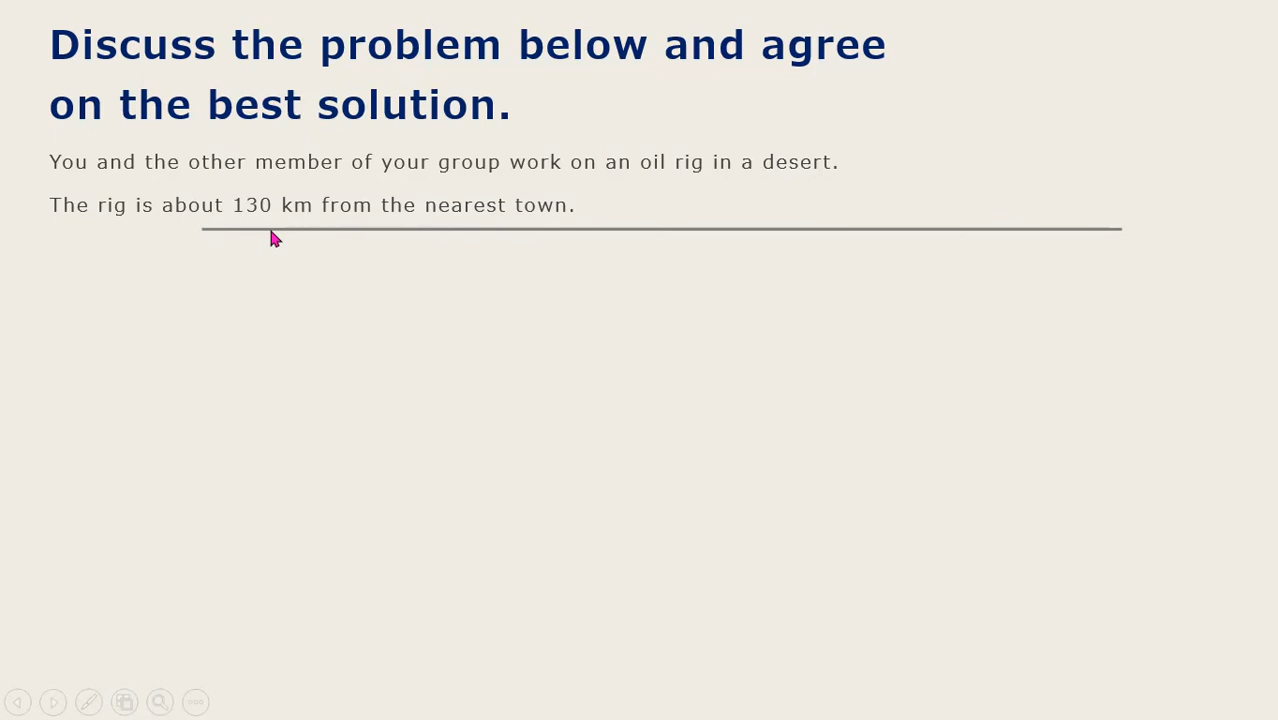 Discuss the problem below and agree
on the best solution.
You and the other member of your group work on an oil rig in a desert.
The rig is about 130 km from the nearest town.